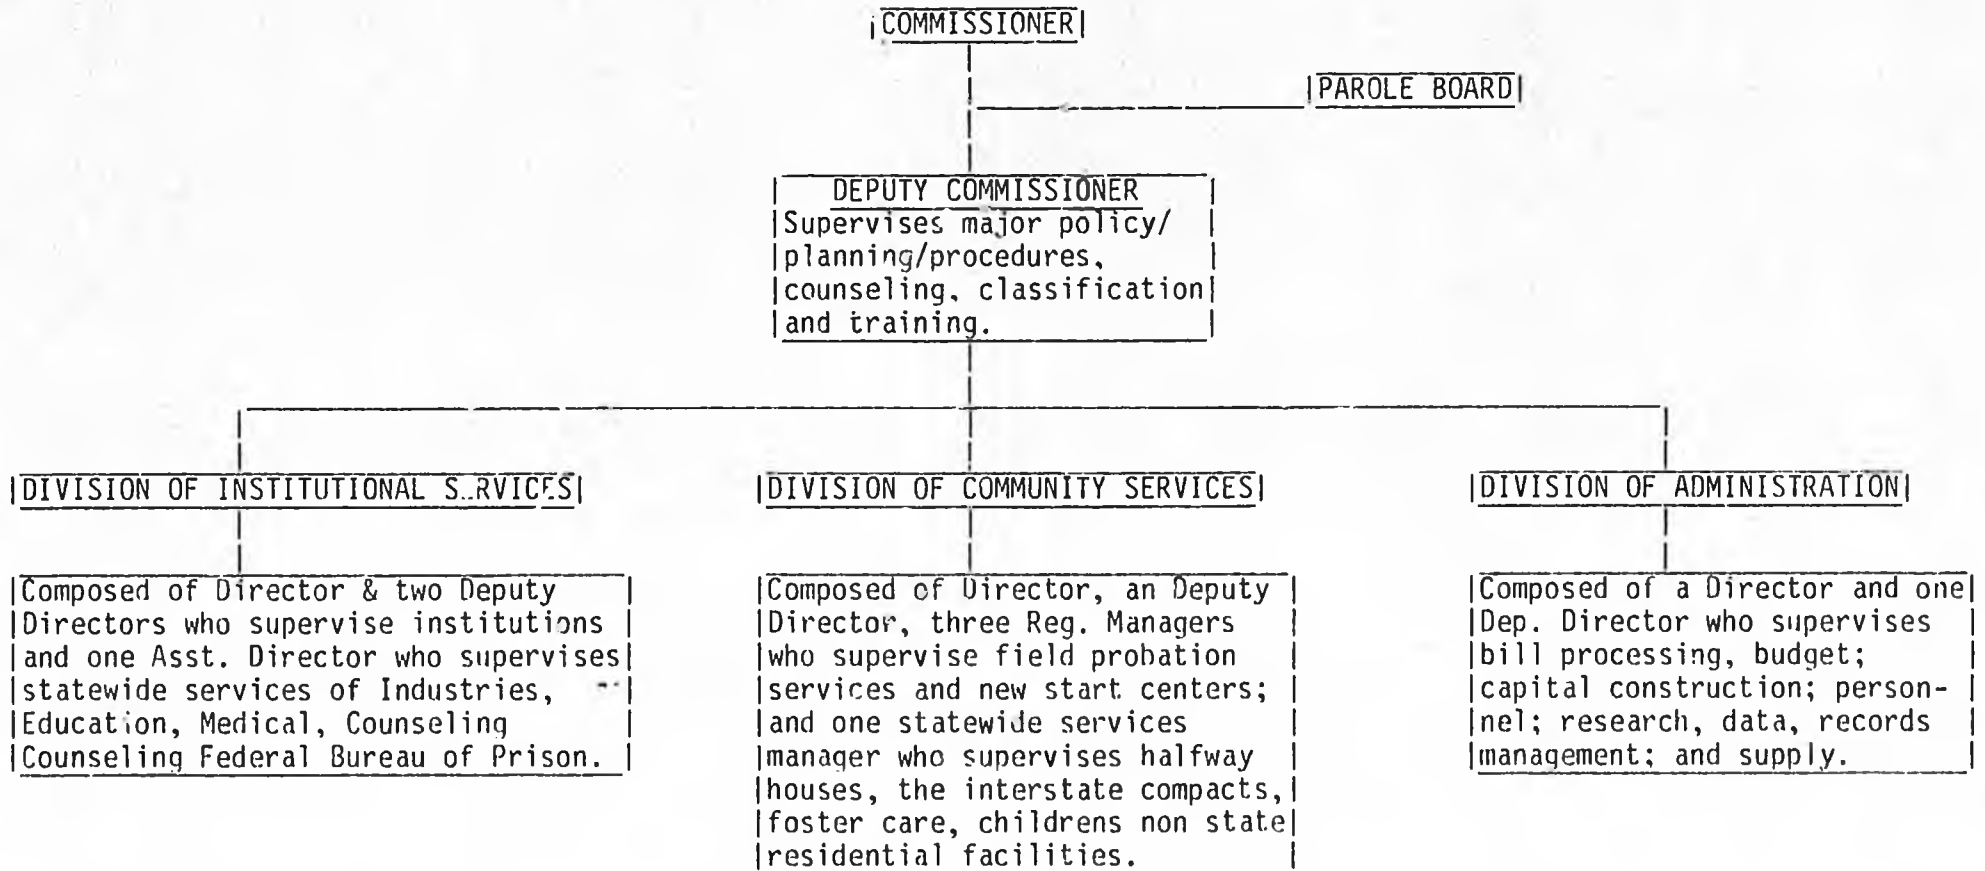 COMMISSIONER
PAROLE BOARD
DEPUTY COMMISSIONER
Supervises major policy/
planning/procedures,
counseling, classification
and training.
DIVISION OF INSTITUTIONAL S..RVICES
Composed of Director & two Deputy
Directors who supervise institutions
and one Asst. Director who supervises
statewide services of Industries,
Education, Medical, Counseling
Counseling Federal Bureau of Prison.
DIVISION OF COMMUNITY SERVICES
Composed of Director, an Deputy
Director, three Reg. Managers
who supervise field probation
services and new start centers;
and one statewide services
manager who supervises halfway
houses, the interstate compacts,
foster care, childrens non state
residential facilities.
DIVISION OF ADMINISTRATION
Composed of a Director and one
Dep. Director who supervises
bill processing, budget;
capital construction; person-
nel; research, data, records
management; and supply.